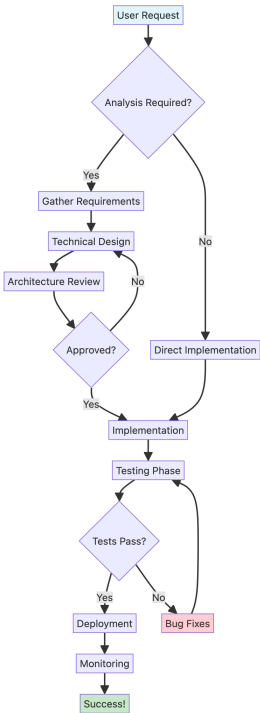 User Request
Analysis Required?
Yes
Gather Requirements
Technical Design
No
Architecture Review
No
Approved?
Direct Implementation
Yes
Implementation
Testing Phase
Tests Pass?
Yes
No
Deployment
Bug Fixes
Monitoring
Success!